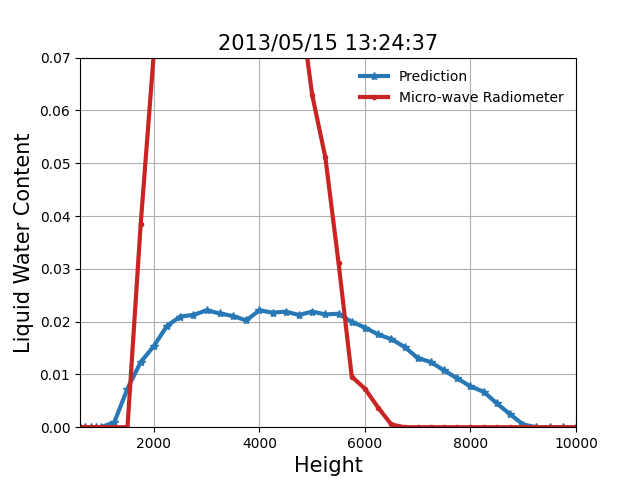 2013/05/15 13:24:37
Prediction
Micro-wave Radiometer
Liquid Water Content
0.07
0.06
0.05
0.04
0.03
0.02
0.01
0.00
2000 4000 6000 8000 10000
Height